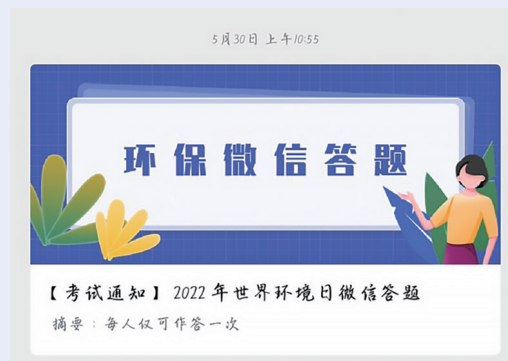 5月30日 上午10:55
环保微信答题
【考试通知】2022年世界环境日微信答题
摘要：每人仅可作答一次